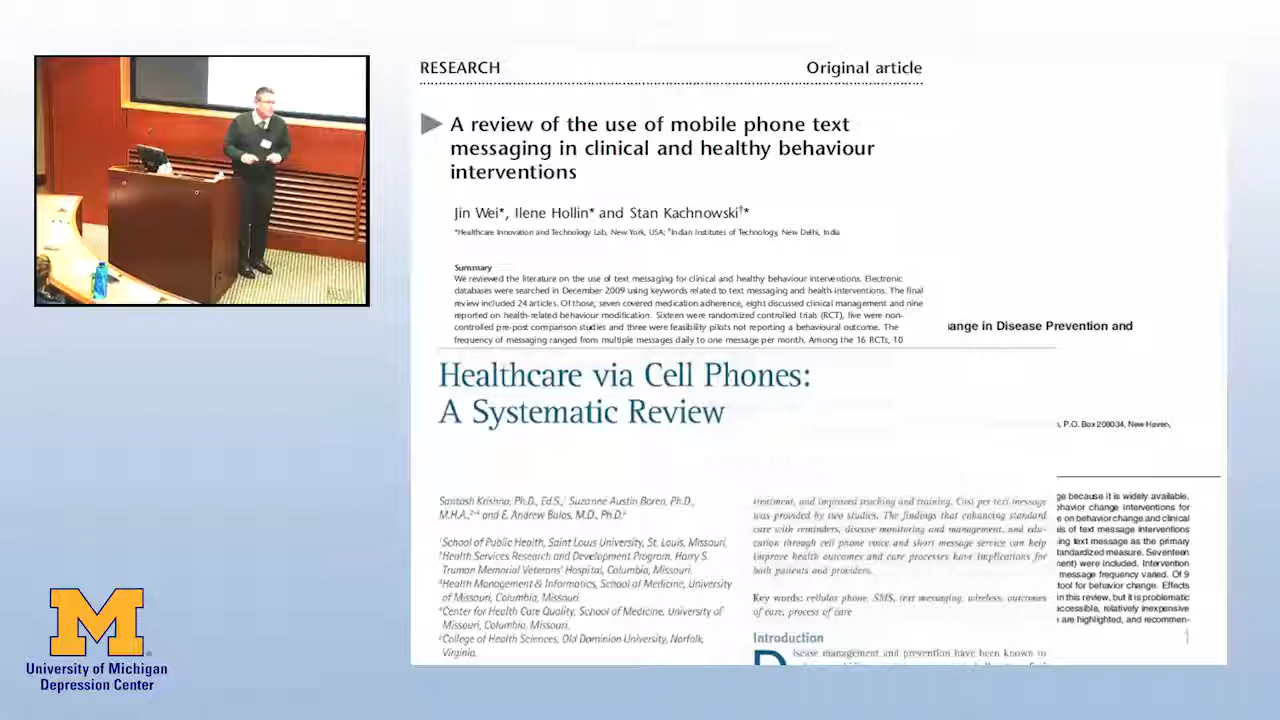 RESEARCH Original article
A review of the use of mobile phone text
messaging in clinical and healthy behaviour
interventions
Jin Wei*, Ilene Hollin* and Stan Kachnowski†*
*Healthcare Innovation and Technology Lab, New York, USA; †Indian Institutes of Technology, New Delhi, India
Summary
We reviewed the literature on the use of text messaging for clinical and healthy behaviour interventions. Electronic
databases were searched in December 2009 using keywords related to text messaging and health interventions. The final
review included 24 articles. Of those, seven covered medication adherence, eight discussed clinical management and nine
reported on health-related behaviour modification. Sixteen were randomized controlled trials (RCT), five were non-
controlled pre-post comparison studies and three were feasibility pilots not reporting a behavioural outcome. The
frequency of messaging ranged from multiple messages daily to one message per month. Among the 16 RCTs, 10
ange in Disease Prevention and
Healthcare via Cell Phones:
A Systematic Review
, P.O. Box 208034, New Haven,
Santosh Krishna, Ph.D., Ed.S., Suzanne Austin Boren, Ph.D.,
M.H.A., and E. Andrew Balas, M.D., Ph.D.
School of Public Health, Saint Louis University, St. Louis, Missouri.
Health Services Research and Development Program, Harry S.
Truman Memorial Veterans' Hospital, Columbia, Missouri.
Health Management & Informatics, School of Medicine, University
of Missouri, Columbia, Missouri.
Center for Health Care Quality, School of Medicine, University of
Missouri, Columbia, Missouri.
College of Health Sciences, Old Dominion University, Norfolk,
Virginia.
treatment, and improved teaching and training. Cost per text message
was provided by two studies. The findings that enhancing standard
care with reminders, disease monitoring and management, and edu-
cation through cell phone voice and short message service can help
improve health outcomes and care processes have implications for
both patients and providers.
Key words: cellular phone, SMS, text messaging, wireless, outcomes
of care, process of care
Introduction
Disease management and prevention have been known to
ge because it is widely available,
ehavior change interventions for
e on behavior change and clinical
ls of text message interventions
ing text message as the primary
tandardized measure. Seventeen
nent) were included. Intervention
message frequency varied. Of 9
tool for behavior change. Effects
in this review, but it is problematic
accessible, relatively inexpensive
are highlighted, and recommen-
M
University of Michigan
Depression Center